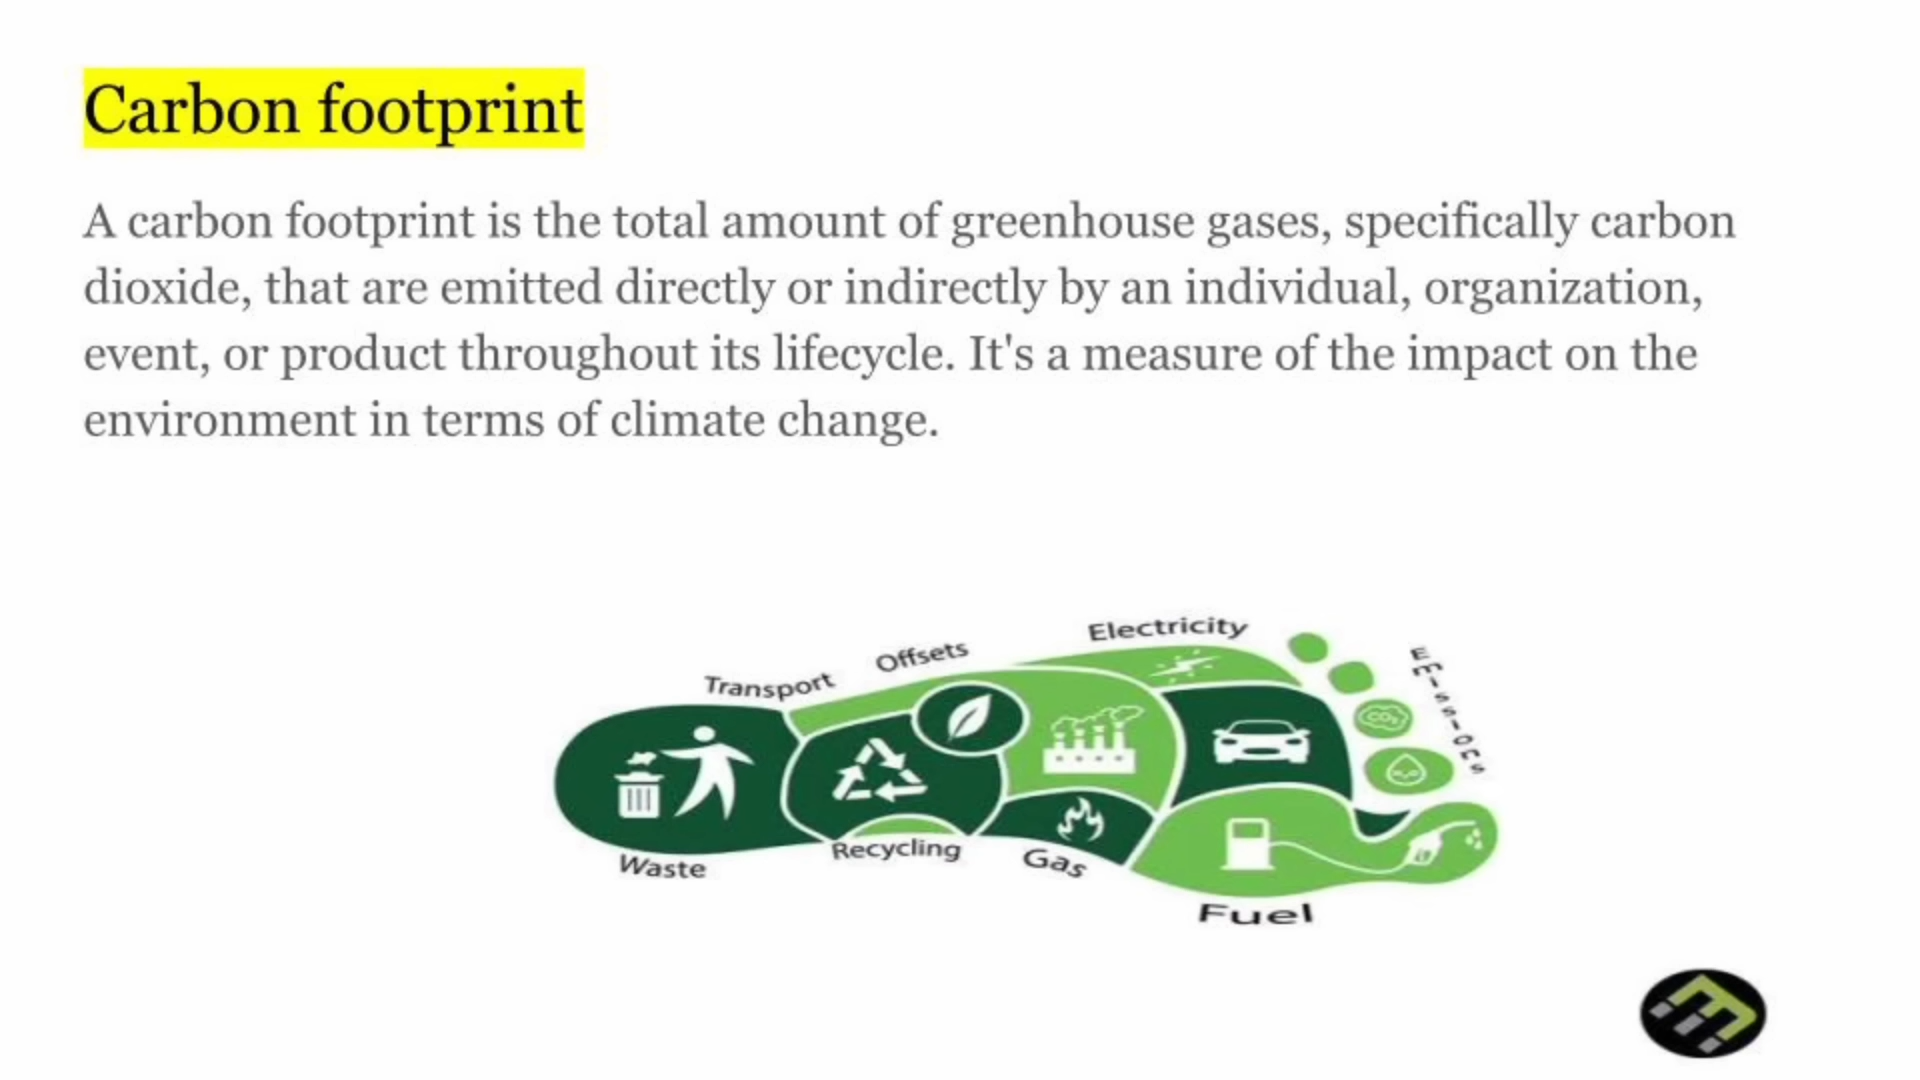 Carbon footprint
A carbon footprint is the total amount of greenhouse gases, specifically carbon
dioxide, that are emitted directly or indirectly by an individual, organization,
event, or product throughout its lifecycle. It's a measure of the impact on the
environment in terms of climate change.
Electricity
Offsets
Transport
Emissions
CO₂
Waste
Recycling
Gas
Fuel